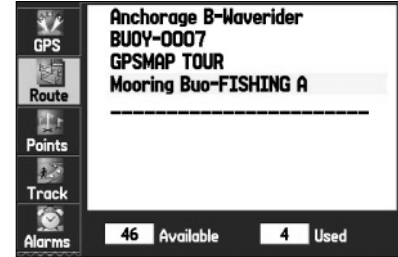 GPS
Route
Points
Track
Alarms
Anchorage B-Waverider
BUOY-0007
GPSMAP TOUR
Mooring Buo-FISHING A
46 Available 4 Used